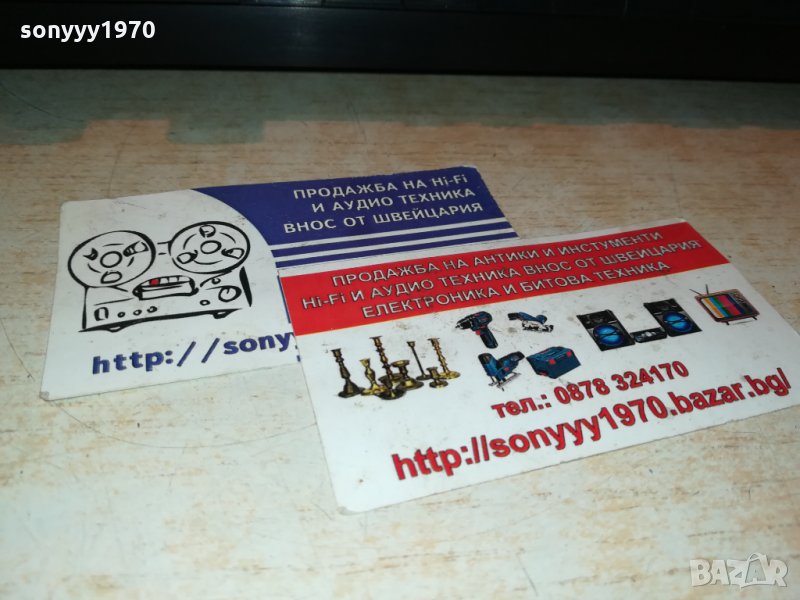 sonyyy1970
ПРОДАЖБА НА Hi-Fi
И АУДИО ТЕХНИКА
ВНОС ОТ ШВЕЙЦАРИЯ
http://sony
ПРОДАЖБА НА АНТИКИ И ИНСТУМЕНТИ
Hi-Fi И АУДИО ТЕХНИКА ВНОС ОТ ШВЕЙЦАРИЯ
ЕЛЕКТРОНИКА И БИТОВА ТЕХНИКА
тел.: 0878 324170
http://sonyyy1970.bazar.bg/
BAZAR